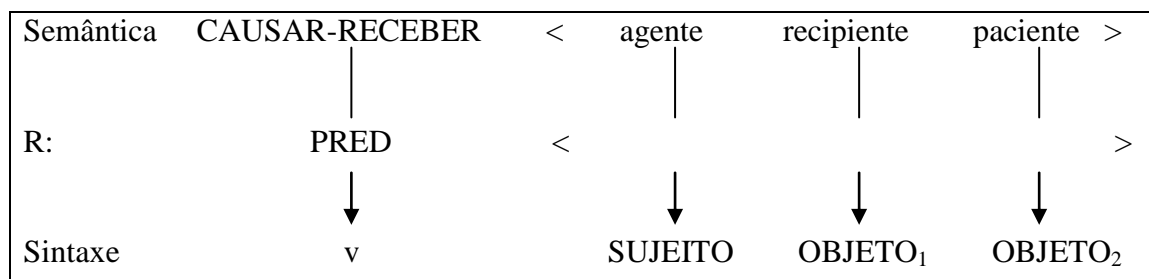 Semântica CAUSAR-RECEBER < agente recipiente paciente >
R: PRED < >
Sintaxe v SUJEITO OBJETO₁ OBJETO₂